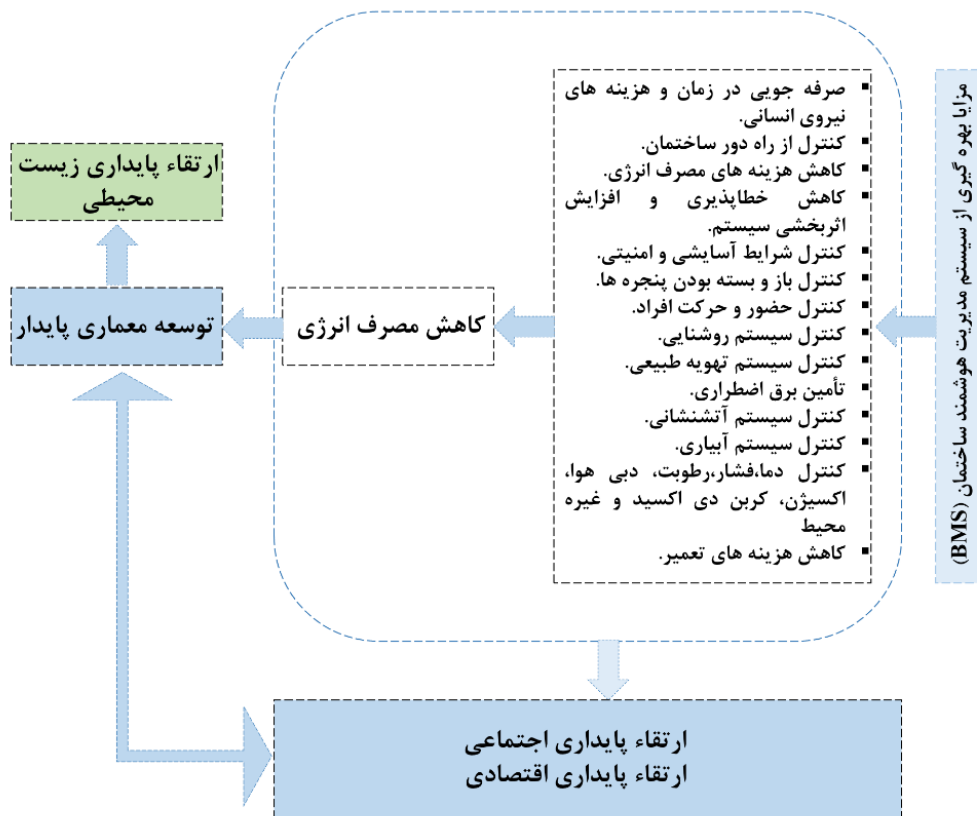 مزایا بهره گیری از سیستم مدیریت هوشمند ساختمان (BMS)
▪ صرفه جویی در زمان و هزینه های
نیروی انسانی.
▪ کنترل از راه دور ساختمان.
▪ کاهش هزینه های مصرف انرژی.
▪ کاهش خطاپذیری و افزایش
اثربخشی سیستم.
▪ کنترل شرایط آسایشی و امنیتی.
▪ کنترل باز و بسته بودن پنجره ها.
▪ کنترل حضور و حرکت افراد.
▪ کنترل سیستم روشنایی.
▪ کنترل سیستم تهویه طبیعی.
▪ تأمین برق اضطراری.
▪ کنترل سیستم آتشنشانی.
▪ کنترل سیستم آبیاری.
▪ کنترل دما،فشار،رطوبت، دبی هوا،
اکسیژن، کربن دی اکسید و غیره
محیط
▪ کاهش هزینه های تعمیر.
کاهش مصرف انرژی
توسعه معماری پایدار
ارتقاء پایداری زیست
محیطی
ارتقاء پایداری اجتماعی
ارتقاء پایداری اقتصادی